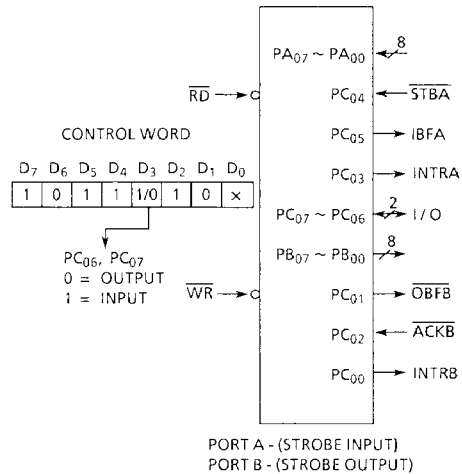 PA07 ~ PA00 8
RD PC04 STBA
PC05 IBFA
CONTROL WORD
PC03 INTRA
D7 D6 D5 D4 D3 D2 D1 D0
1 0 1 1 1/0 1 0 ×
PC07 ~ PC06 2 I/O
PB07 ~ PB00 8
PC06, PC07
0 = OUTPUT
1 = INPUT
WR PC01 OBFB
PC02 ACKB
PC00 INTRB
PORT A - (STROBE INPUT)
PORT B - (STROBE OUTPUT)